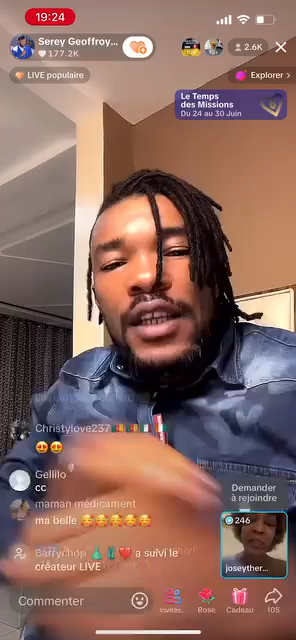 19:24
Serey Geoffroy...
177.2K
2.6K
LIVE populaire
Explorer >
Le Temps
des Missions
Du 24 au 30 Juin
Christylove237
Gellilo
cc
maman médicament
ma belle 🥰🥰🥰🥰🥰
a suivi le
créateur LIVE
Demander
à rejoindre
246
joseyther...
Commenter
Invités
Rose
Cadeau
105